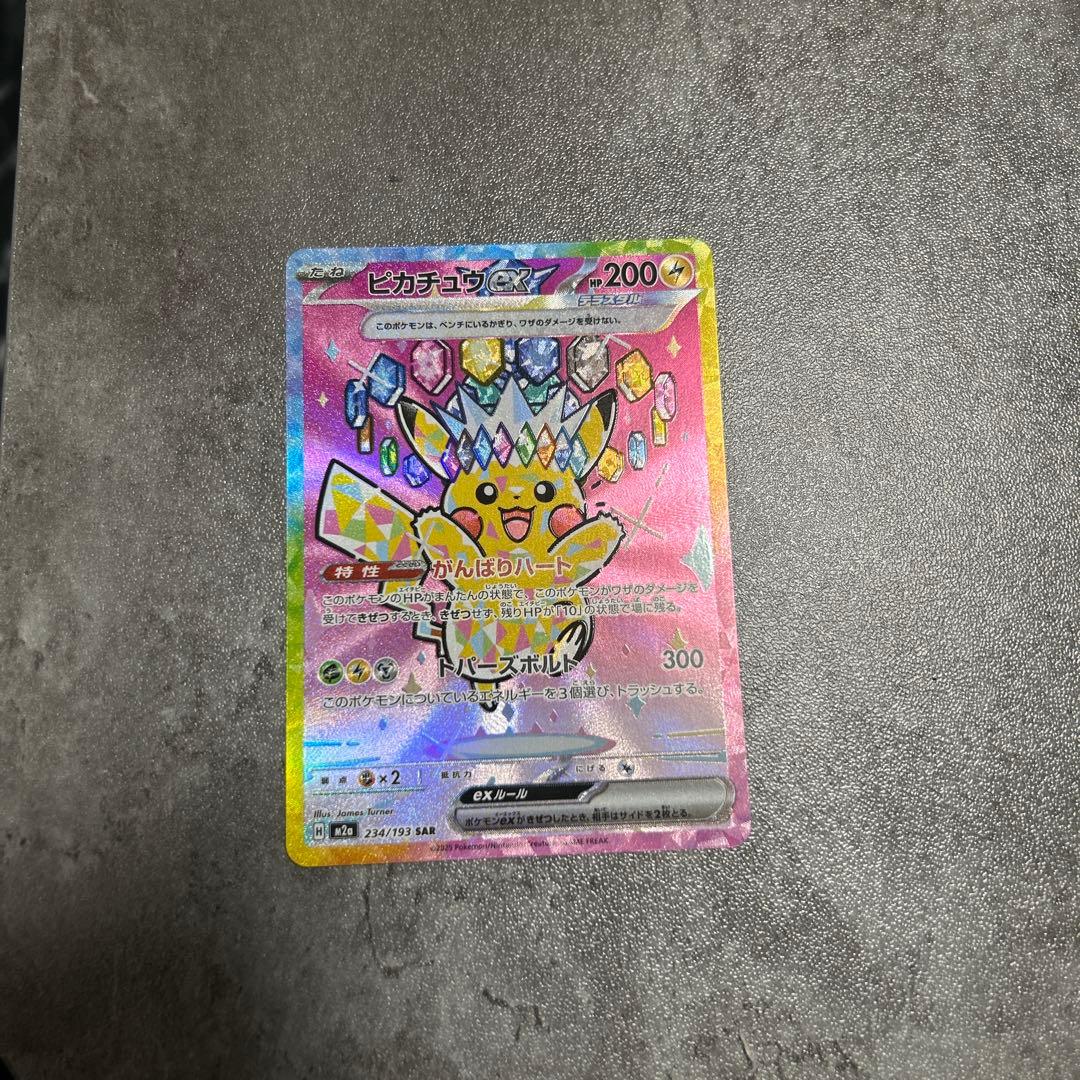 たね ピカチュウex HP200
テラスタル
このポケモンは、ベンチにいるかぎり、ワザのダメージを受けない。
特性 がんばりハート
このポケモンのHPがまんたんの状態で、このポケモンがワザのダメージを
受けてきぜつするとき、きぜつせず、残りHPが「10」の状態で場に残る。
トパーズボルト 300
このポケモンについているエネルギーを3個選び、トラッシュする。
弱点 ×2 抵抗力 にげる
exルール
ポケモンexがきぜつしたとき、相手はサイドを2枚とる。
Illus. James Turner
H M2a 234/193 SAR
©2025 Pokémon/Nintendo/Creatures/GAME FREAK.